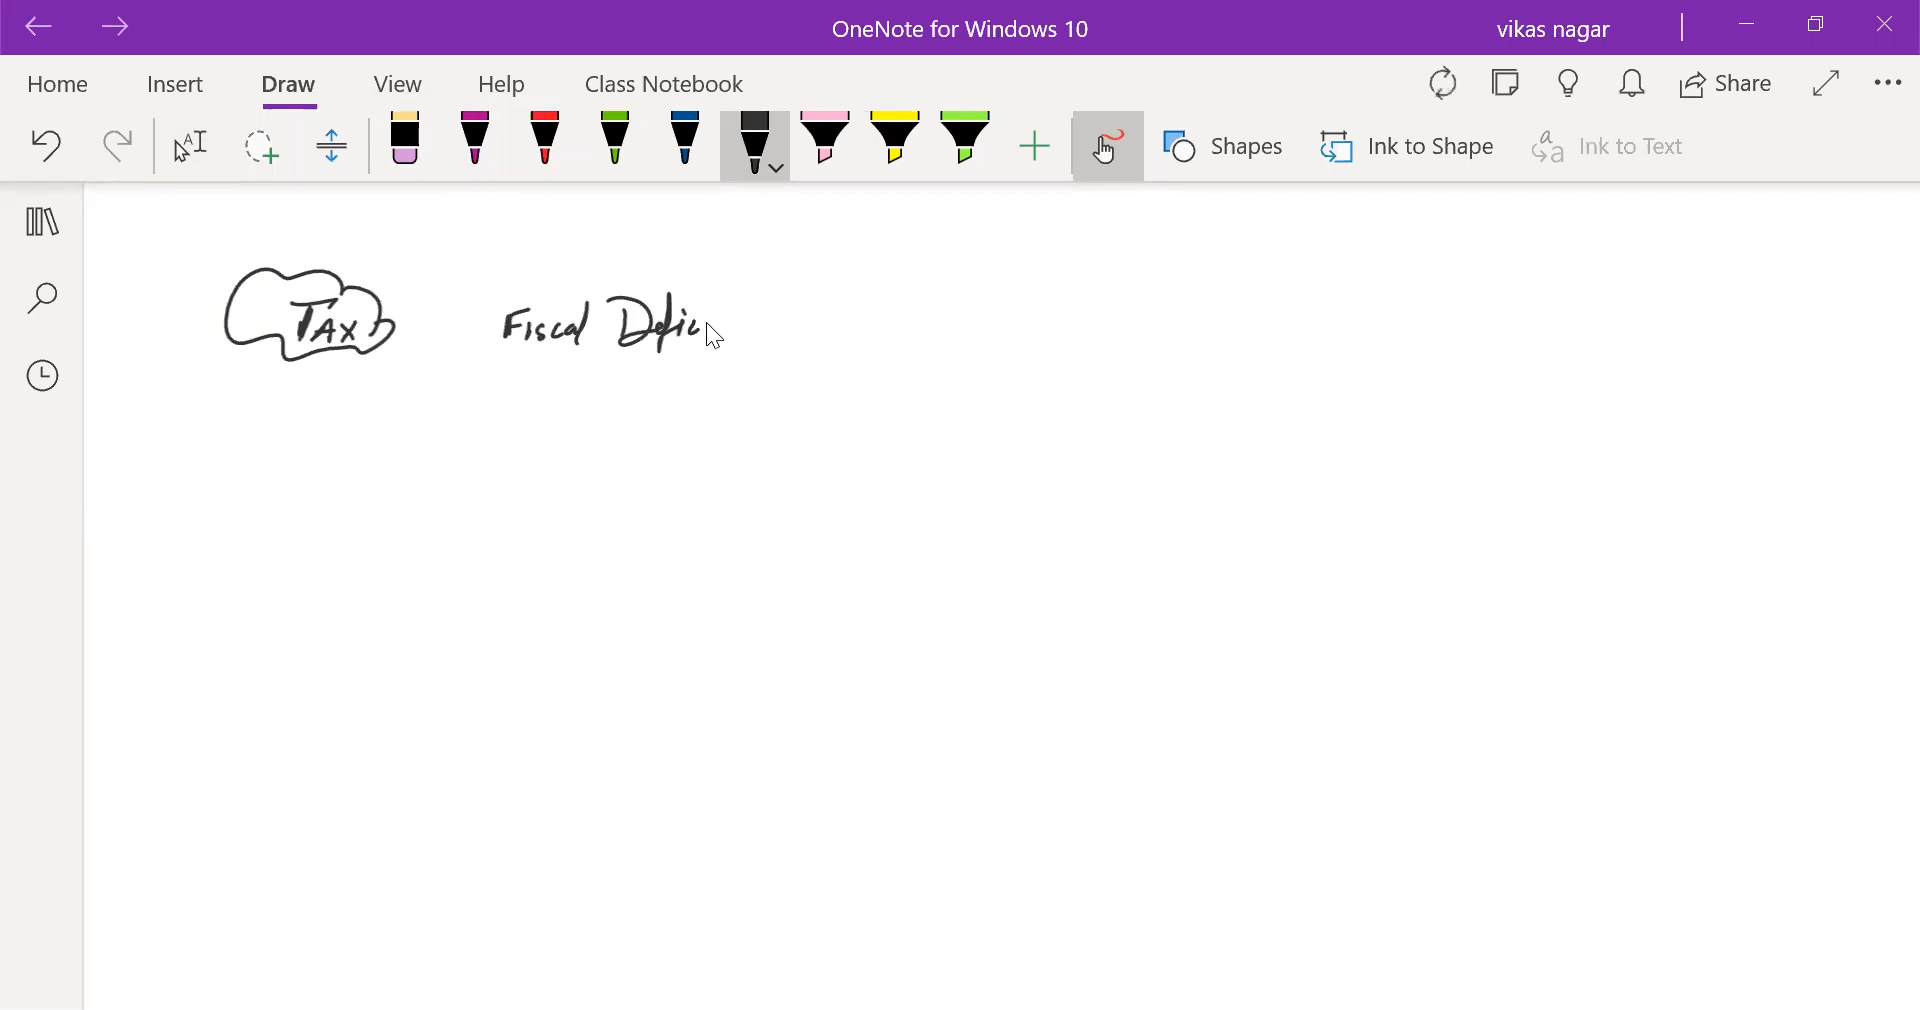 OneNote for Windows 10
vikas nagar
Home Insert Draw View Help Class Notebook
Share
Shapes Ink to Shape Ink to Text
TAX Fiscal Defic